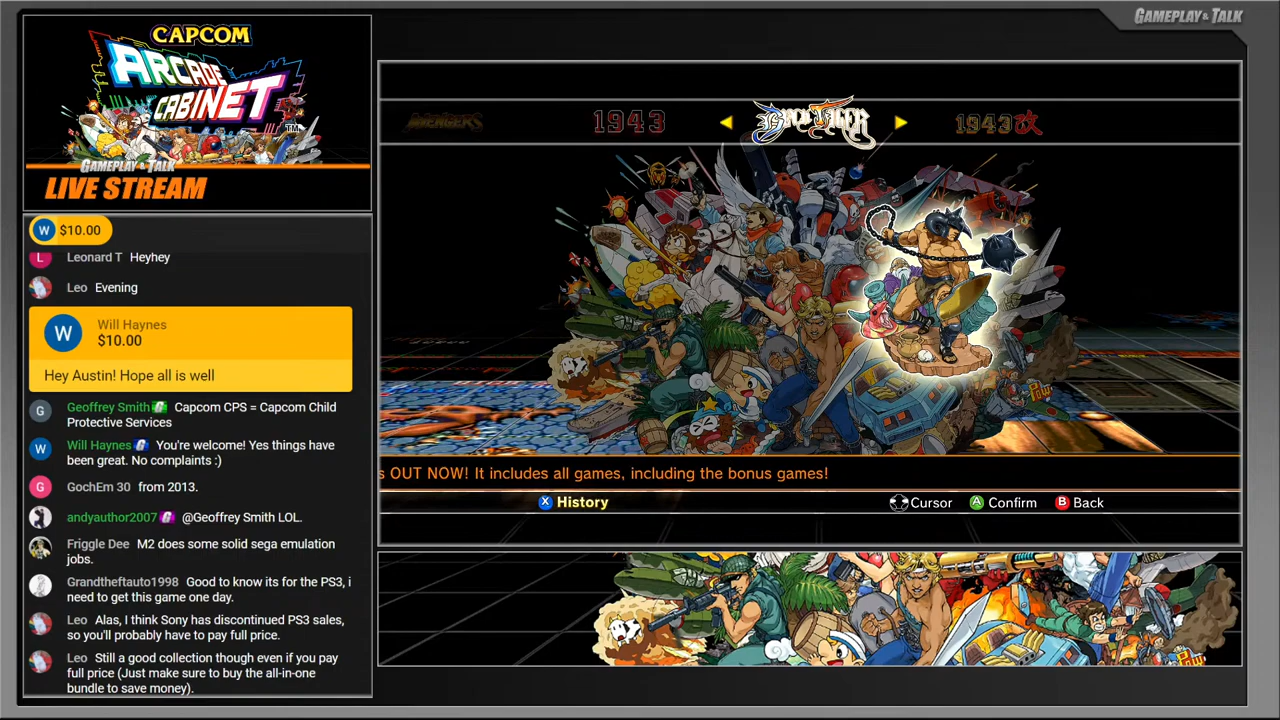 GAMEPLAY & TALK
CAPCOM
ARCADE
CABINET
TM
GAMEPLAY & TALK
LIVE STREAM
AVENGERS
1943
BLACK TIGER
1943改
W $10.00
L Leonard T Heyhey
Leo Evening
W Will Haynes
$10.00
Hey Austin! Hope all is well
G Geoffrey Smith G Capcom CPS = Capcom Child
Protective Services
W Will Haynes G You're welcome! Yes things have
been great. No complaints :)
G GochEm 30 from 2013.
andyauthor2007 G @Geoffrey Smith LOL.
Friggle Dee M2 does some solid sega emulation
jobs.
Grandtheftauto1998 Good to know its for the PS3, i
need to get this game one day.
Leo Alas, I think Sony has discontinued PS3 sales,
so you'll probably have to pay full price.
Leo Still a good collection though even if you pay
full price (Just make sure to buy the all-in-one
bundle to save money).
POW
s OUT NOW! It includes all games, including the bonus games!
X History
Cursor
A Confirm
B Back
POW